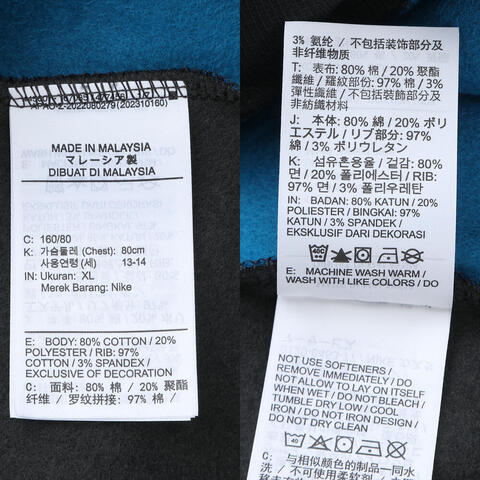 APAC-2-2022080279(202310160)
MADE IN MALAYSIA
マレーシア製
DIBUAT DI MALAYSIA
C: 160/80
K: 가슴둘레 (Chest): 80cm
사용연령 (세) 13-14
IN: Ukuran: XL
Merek Barang: Nike
E: BODY: 80% COTTON / 20%
POLYESTER / RIB: 97%
COTTON / 3% SPANDEX /
EXCLUSIVE OF DECORATION
C: 面料: 80% 棉 / 20% 聚酯
纤维 / 罗纹拼接: 97% 棉 /
3% 氨纶 / 不包括装饰部分及
非纤维物质
T: 表布: 80% 棉 / 20% 聚酯
纖維 / 羅紋部份: 97% 棉 / 3%
彈性纖維 / 不包括裝飾部分及
非紡織材料
J: 本体: 80% 綿 / 20% ポリ
エステル / リブ部分: 97%
綿 / 3% ポリウレタン
K: 섬유혼용율 / 겉감: 80%
면 / 20% 폴리에스터 / RIB:
97% 면 / 3% 폴리우레탄
IN: BADAN: 80% KATUN / 20%
POLIESTER / BINGKAI: 97%
KATUN / 3% SPANDEX /
EKSKLUSIF DARI DEKORASI
E: MACHINE WASH WARM /
WASH WITH LIKE COLORS / DO
NOT USE SOFTENERS /
REMOVE IMMEDIATELY / DO
NOT ALLOW TO LAY ON ITSELF
WHEN WET / DO NOT BLEACH /
TUMBLE DRY LOW / COOL
IRON / DO NOT IRON DESIGN /
DO NOT DRY CLEAN
40
C: 与相似颜色的制品一同水
洗 / 不可使用柔软剂 /